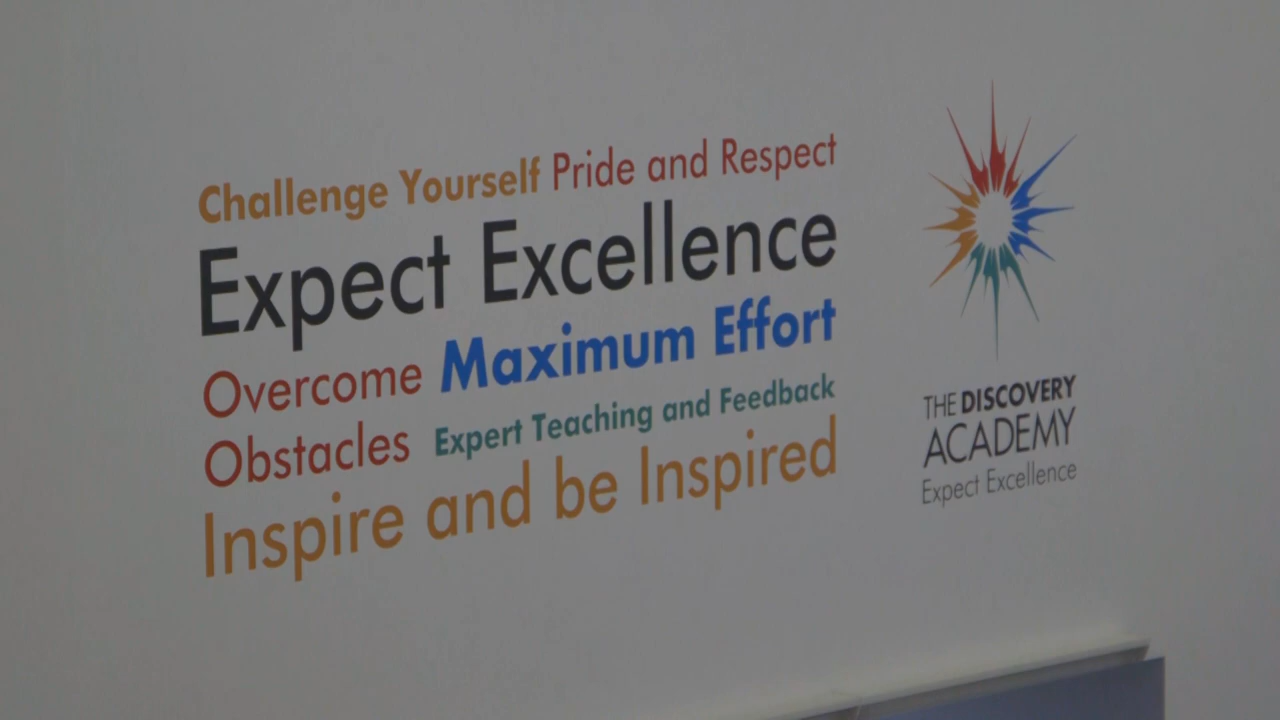 Challenge Yourself Pride and Respect
Expect Excellence
Overcome Maximum Effort
Obstacles Expert Teaching and Feedback
Inspire and be Inspired
THE DISCOVERY
ACADEMY
Expect Excellence